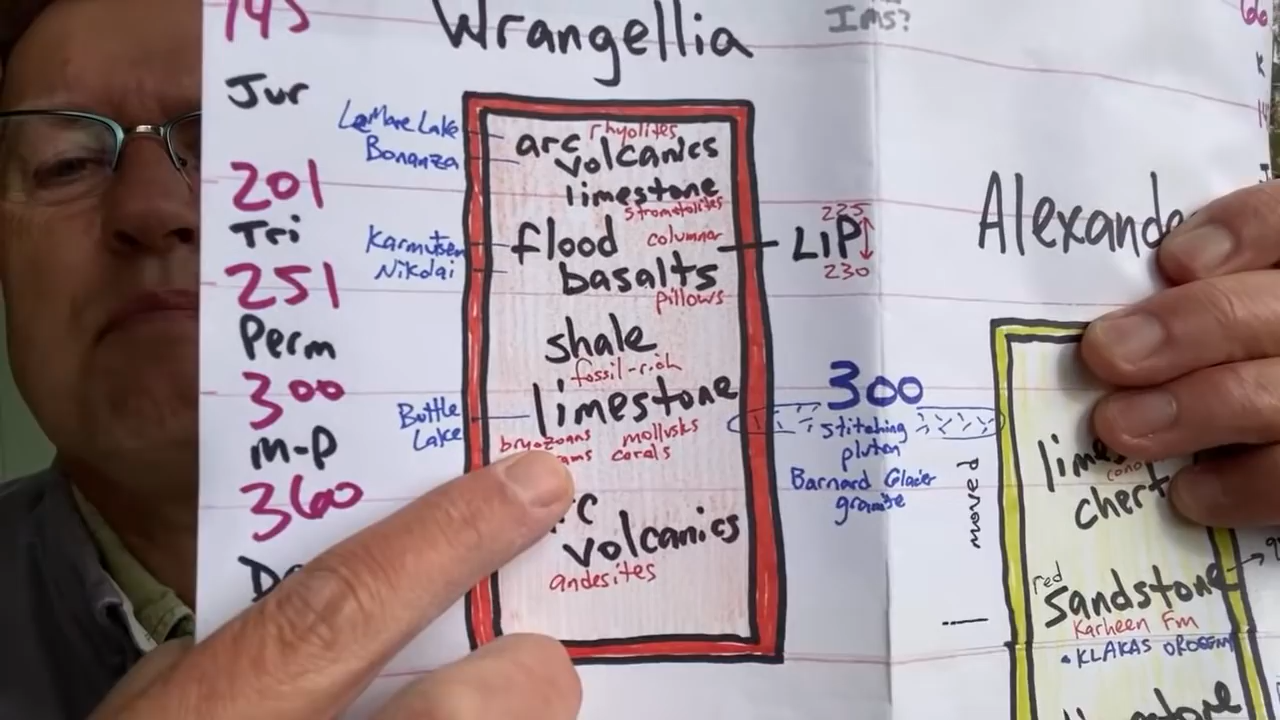 145
Wrangellia
Ims?
Jur
LeMare Lake
Bonanza
rhyolites
arc
volcanics
limestone
stromatolites
201
Tri
Karmutsen
Nikolai
flood
columnar
basalts
pillows
LIP
225
230
Alexande
251
Perm
shale
fossil-rich
limestone
300
Buttle
Lake
bryozoans
mollusks
corals
300
stitching
pluton
Barnard Glacier
granite
moved
M-P
360
volcanics
andesites
chert
red
sandstone
Karheen Fm
• KLAKAS OROGENY